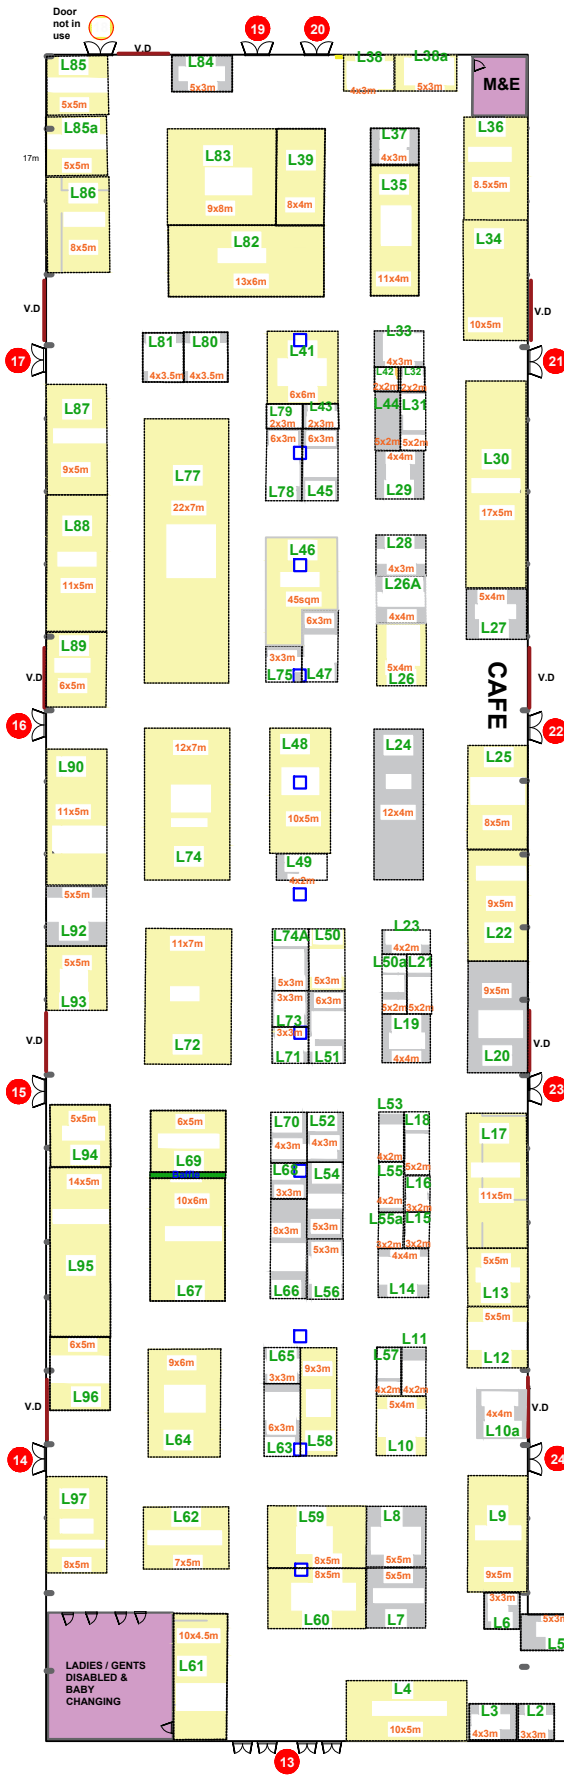 Door
not in
use
19
20
V.D
L85
5x5m
L84
5x3m
L38
4x3m
L38a
5x3m
M&E
L85a
5x5m
17m
L86
8x5m
L83
9x8m
L39
8x4m
L37
4x3m
L35
11x4m
L36
8.5x5m
L82
13x6m
L34
10x5m
V.D
V.D
17
21
L81
4x3.5m
L80
4x3.5m
L41
6x6m
L33
4x3m
L42
2x2m
L32
2x2m
L79
2x3m
L43
2x3m
L44
5x2m
L31
5x2m
L87
9x5m
L77
22x7m
6x3m
L78
6x3m
L45
4x4m
L29
L30
17x5m
L88
11x5m
L46
45sqm
L28
4x3m
L26A
4x4m
5x4m
L27
L89
6x5m
3x3m
L75
6x3m
L47
5x4m
L26
CAFE
V.D
V.D
16
22
L90
11x5m
12x7m
L74
L48
10x5m
L24
12x4m
L25
8x5m
L49
4x2m
5x5m
L92
9x5m
L22
L74A
5x3m
L50
5x3m
L23
4x2m
L50a
5x2m
L21
5x2m
5x5m
L93
11x7m
L72
3x3m
L73
3x3m
L71
6x3m
L51
L19
4x4m
9x5m
L20
V.D
V.D
15
23
5x5m
L94
6x5m
L69
L70
4x3m
L52
4x3m
L53
4x2m
L18
5x2m
L17
11x5m
14x5m
L95
10x6m
L67
L68
3x3m
L54
5x3m
L55
4x2m
L16
3x2m
L55a
3x2m
L15
3x2m
8x3m
L66
5x3m
L56
4x4m
L14
5x5m
L13
6x5m
L96
9x6m
L64
L65
3x3m
9x3m
L58
6x3m
L63
L57
4x2m
L11
4x2m
5x4m
L10
5x5m
L12
4x4m
L10a
V.D
V.D
14
24
L97
8x5m
L62
7x5m
L59
8x5m
L8
5x5m
L9
9x5m
8x5m
L60
5x5m
L7
3x3m
L6
5x3m
L5
LADIES / GENTS
DISABLED &
BABY
CHANGING
10x4.5m
L61
L4
10x5m
L3
4x3m
L2
3x3m
13